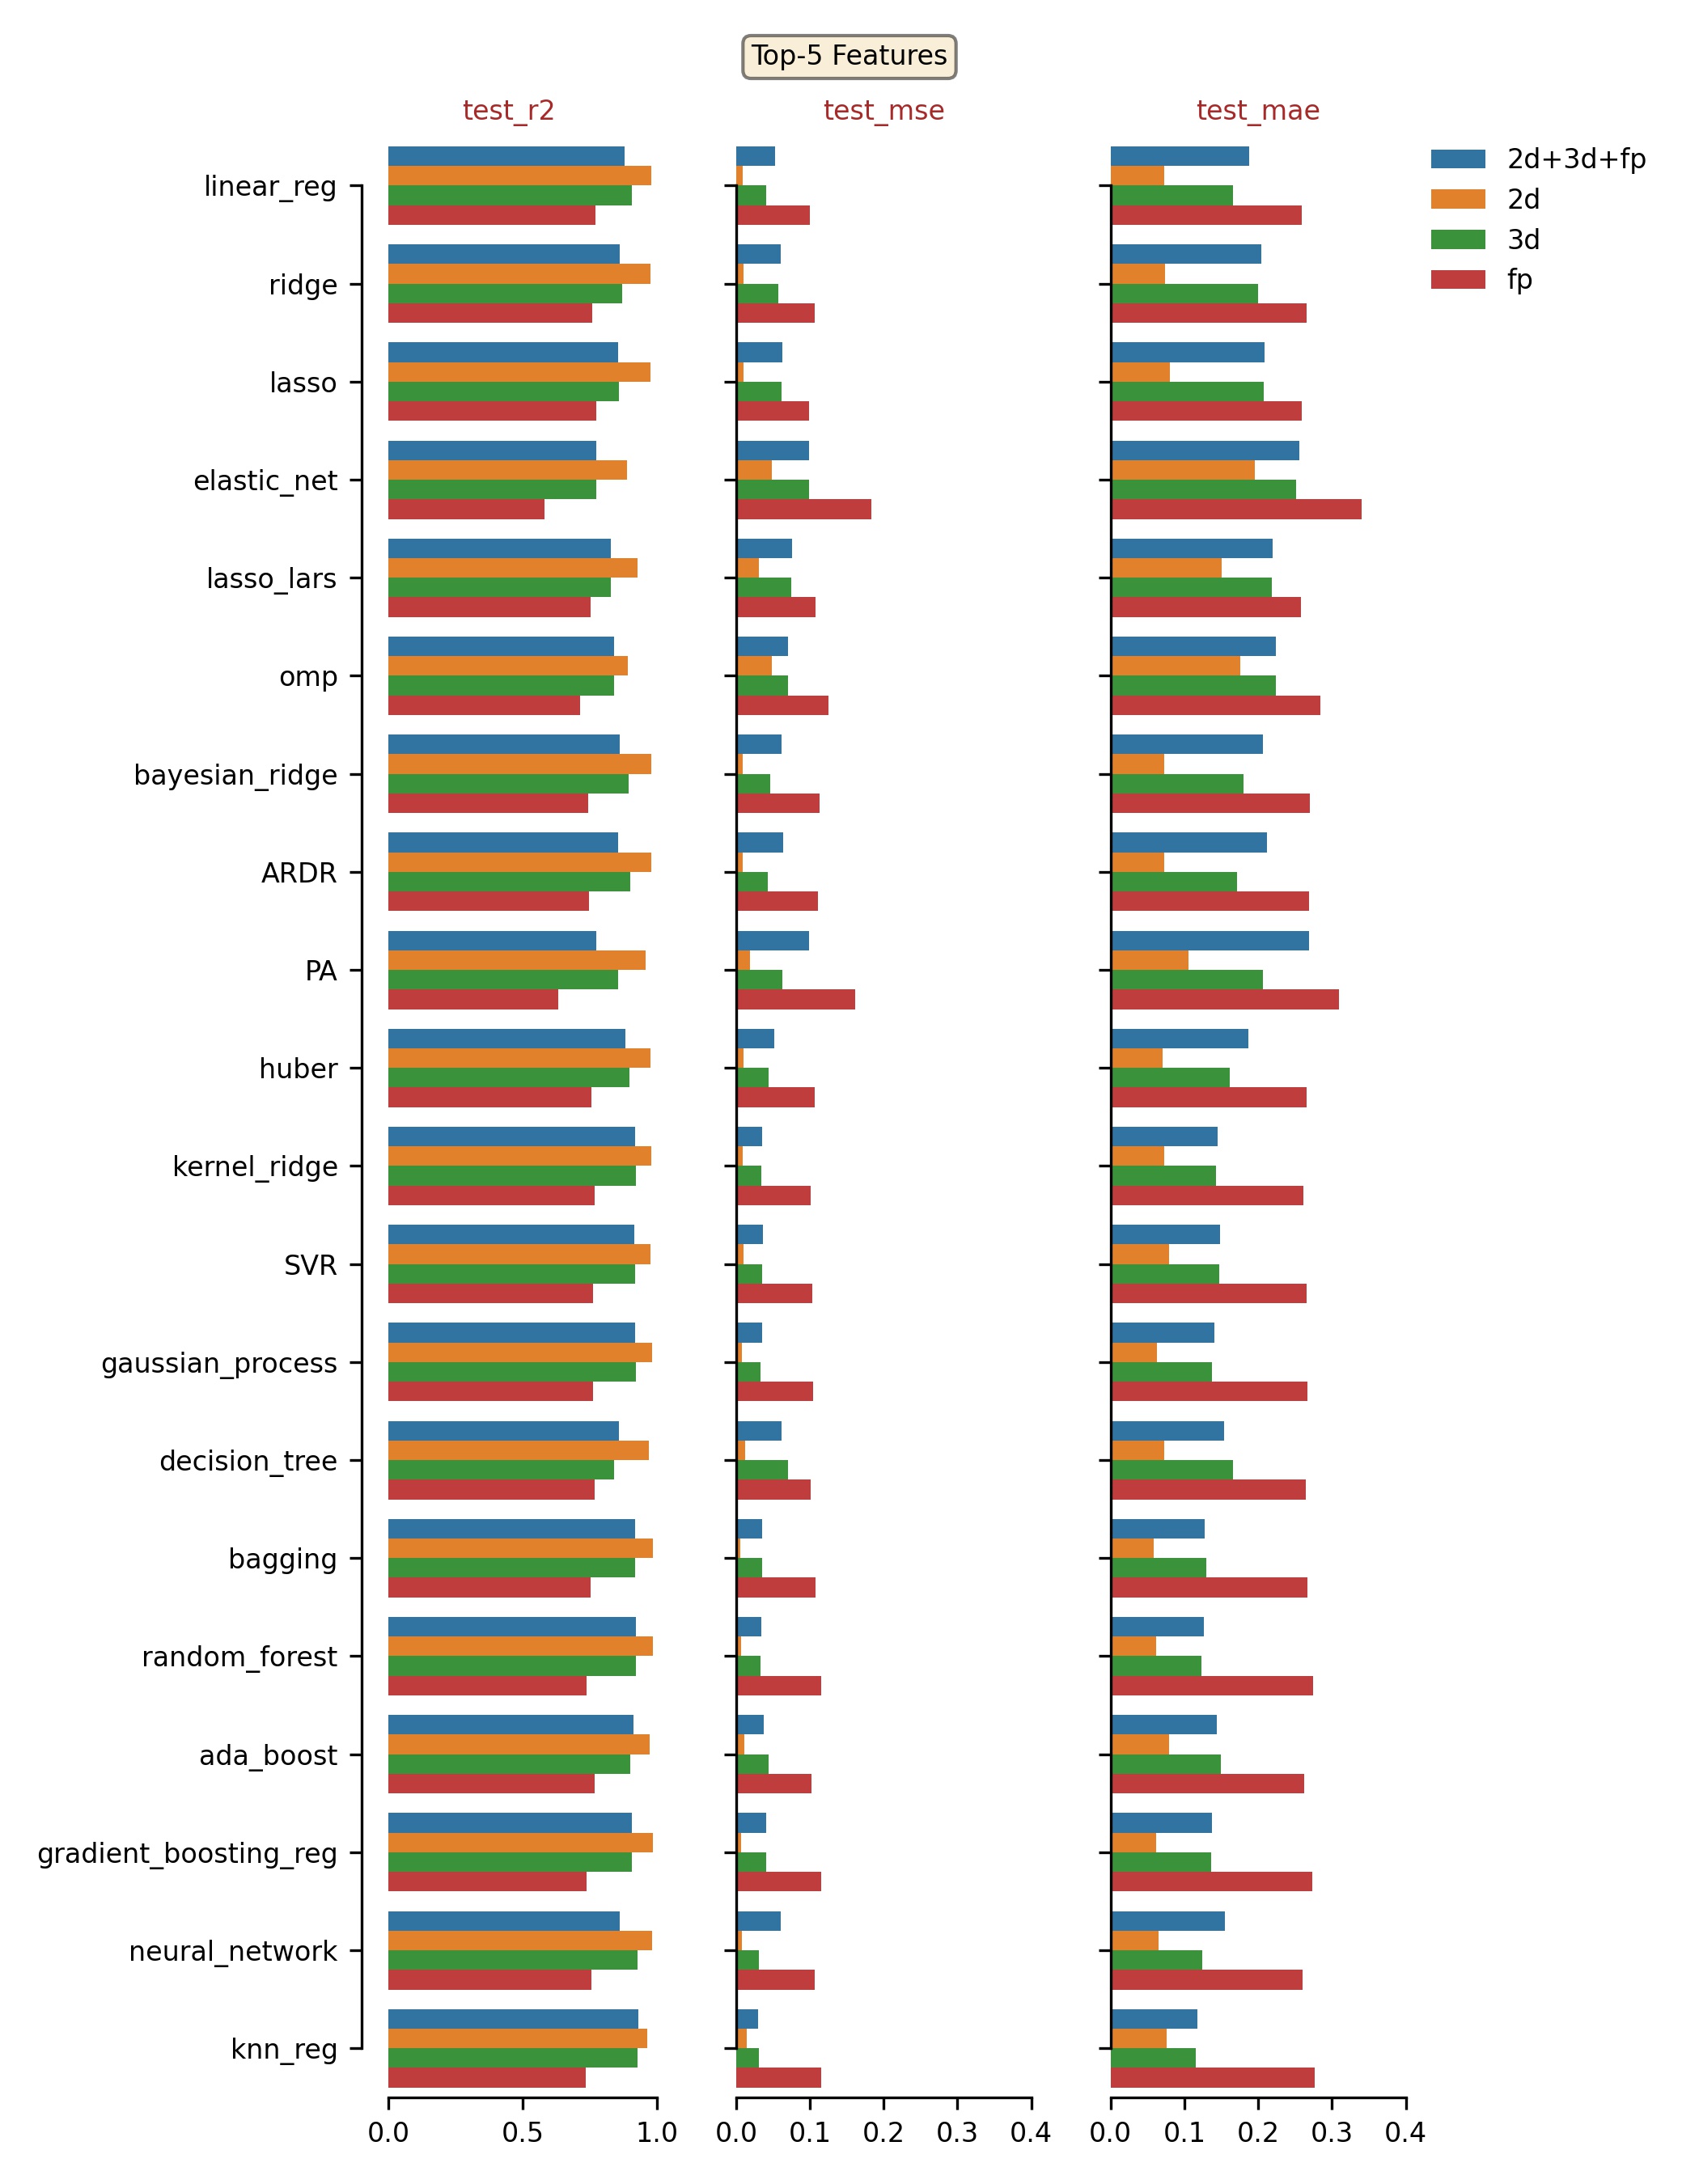 Top-5 Features
test_r2
test_mse
test_mae
2d+3d+fp
2d
3d
fp
linear_reg
ridge
lasso
elastic_net
lasso_lars
omp
bayesian_ridge
ARDR
PA
huber
kernel_ridge
SVR
gaussian_process
decision_tree
bagging
random_forest
ada_boost
gradient_boosting_reg
neural_network
knn_reg
0.0 0.5 1.0
0.0 0.1 0.2 0.3 0.4
0.0 0.1 0.2 0.3 0.4